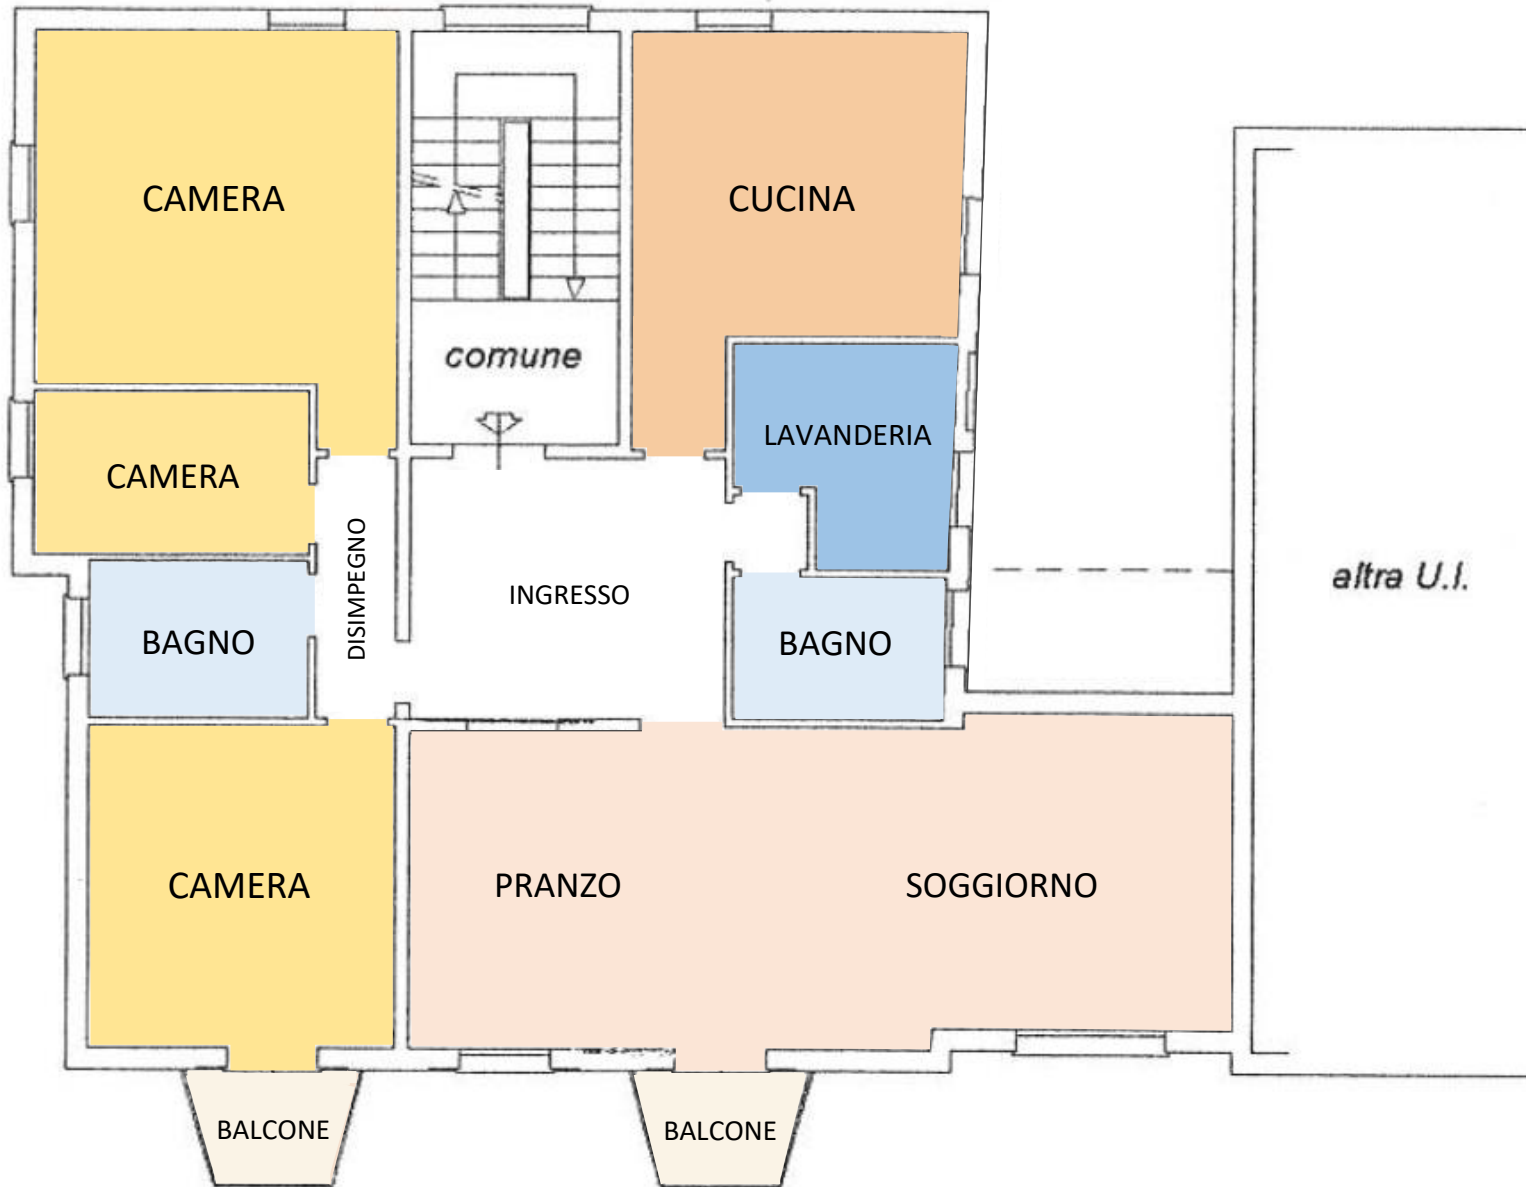 CAMERA
CUCINA
comune
LAVANDERIA
CAMERA
DISIMPEGNO
altra U.I.
INGRESSO
BAGNO
BAGNO
CAMERA
PRANZO
SOGGIORNO
BALCONE
BALCONE